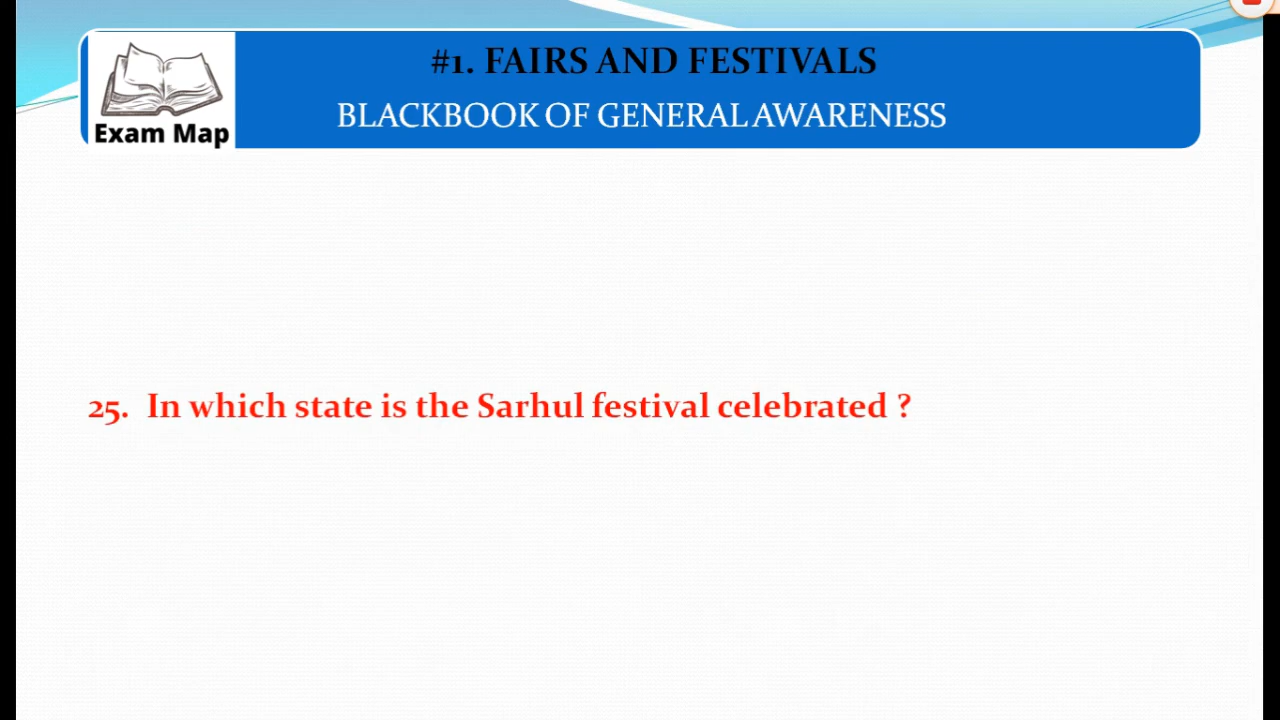 #1. FAIRS AND FESTIVALS
BLACKBOOK OF GENERAL AWARENESS
Exam Map
25. In which state is the Sarhul festival celebrated ?